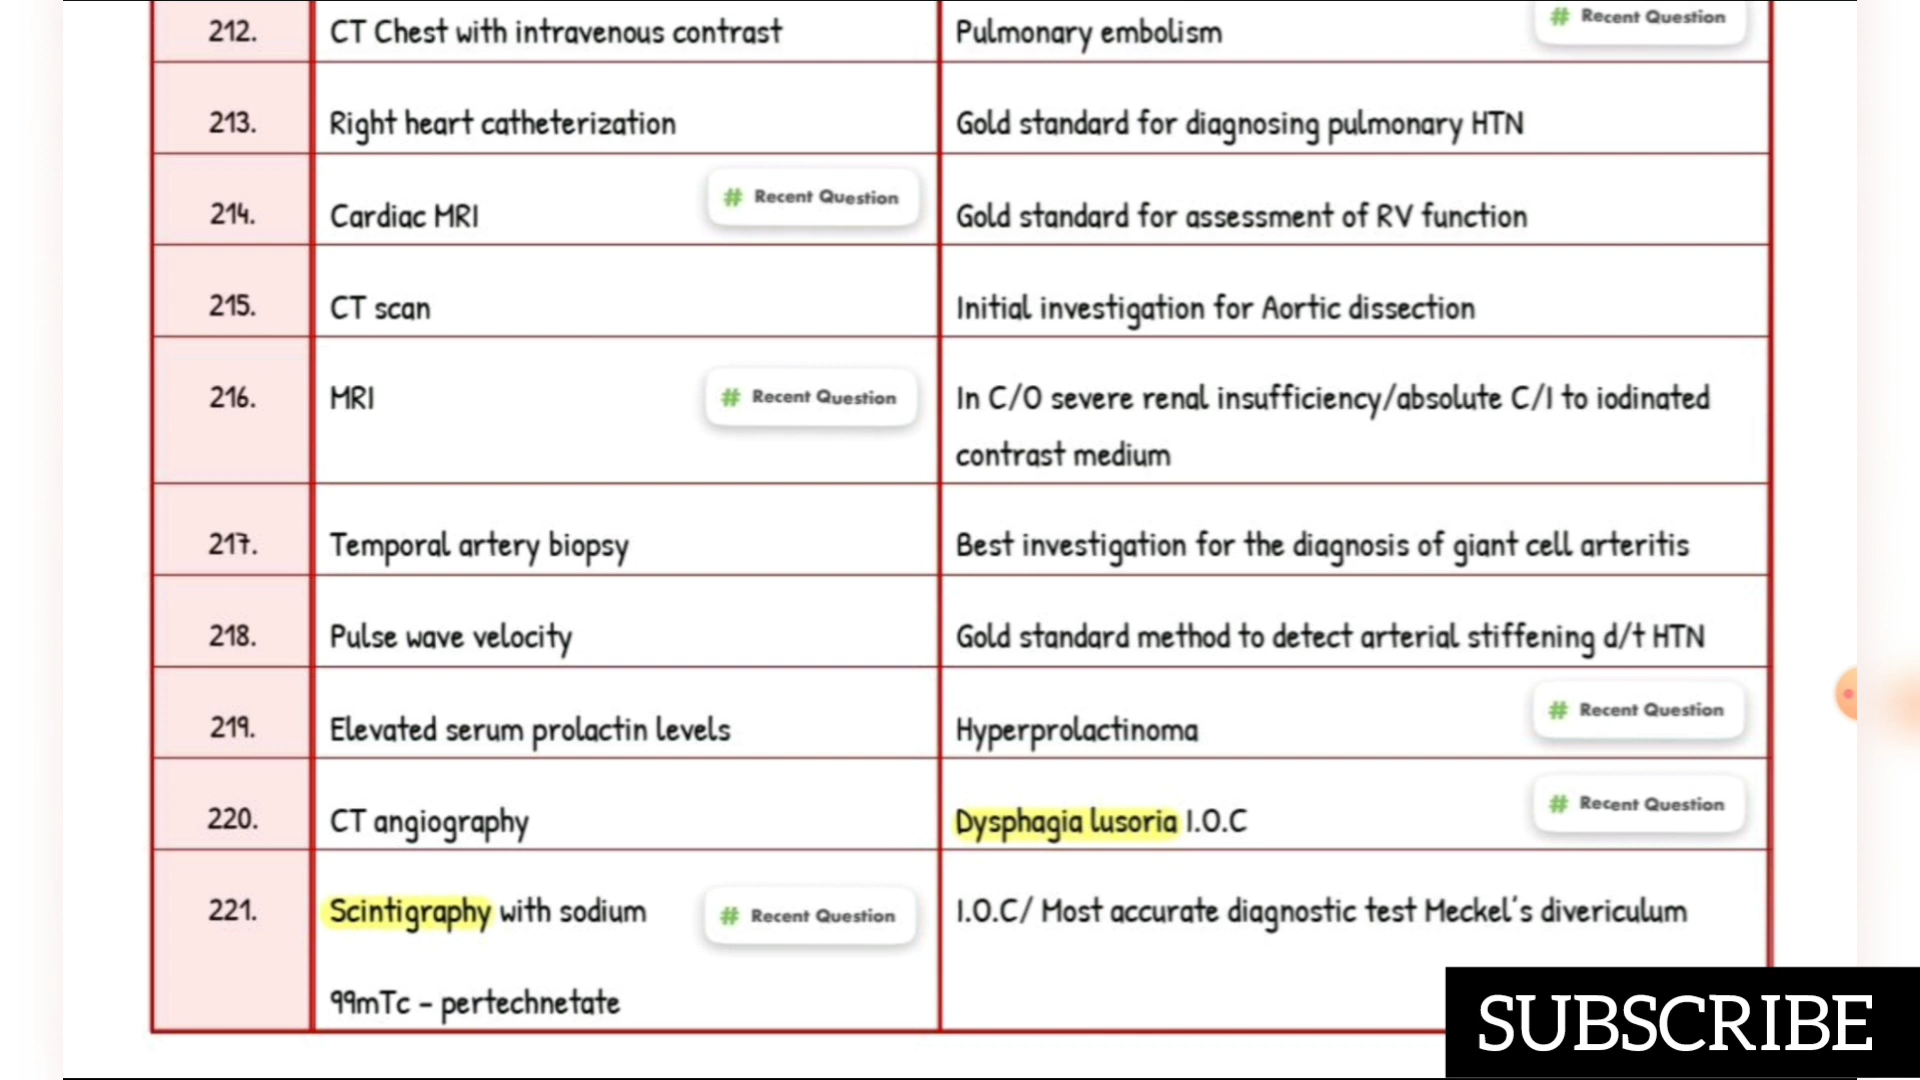 212. CT Chest with intravenous contrast Pulmonary embolism # Recent Question
213. Right heart catheterization Gold standard for diagnosing pulmonary HTN
214. Cardiac MRI # Recent Question Gold standard for assessment of RV function
215. CT scan Initial investigation for Aortic dissection
216. MRI # Recent Question In C/O severe renal insufficiency/absolute C/I to iodinated
contrast medium
217. Temporal artery biopsy Best investigation for the diagnosis of giant cell arteritis
218. Pulse wave velocity Gold standard method to detect arterial stiffening d/t HTN
219. Elevated serum prolactin levels Hyperprolactinoma # Recent Question
220. CT angiography Dysphagia lusoria I.O.C # Recent Question
221. Scintigraphy with sodium # Recent Question I.O.C/ Most accurate diagnostic test Meckel's divericulum
99mTc - pertechnetate
SUBSCRIBE